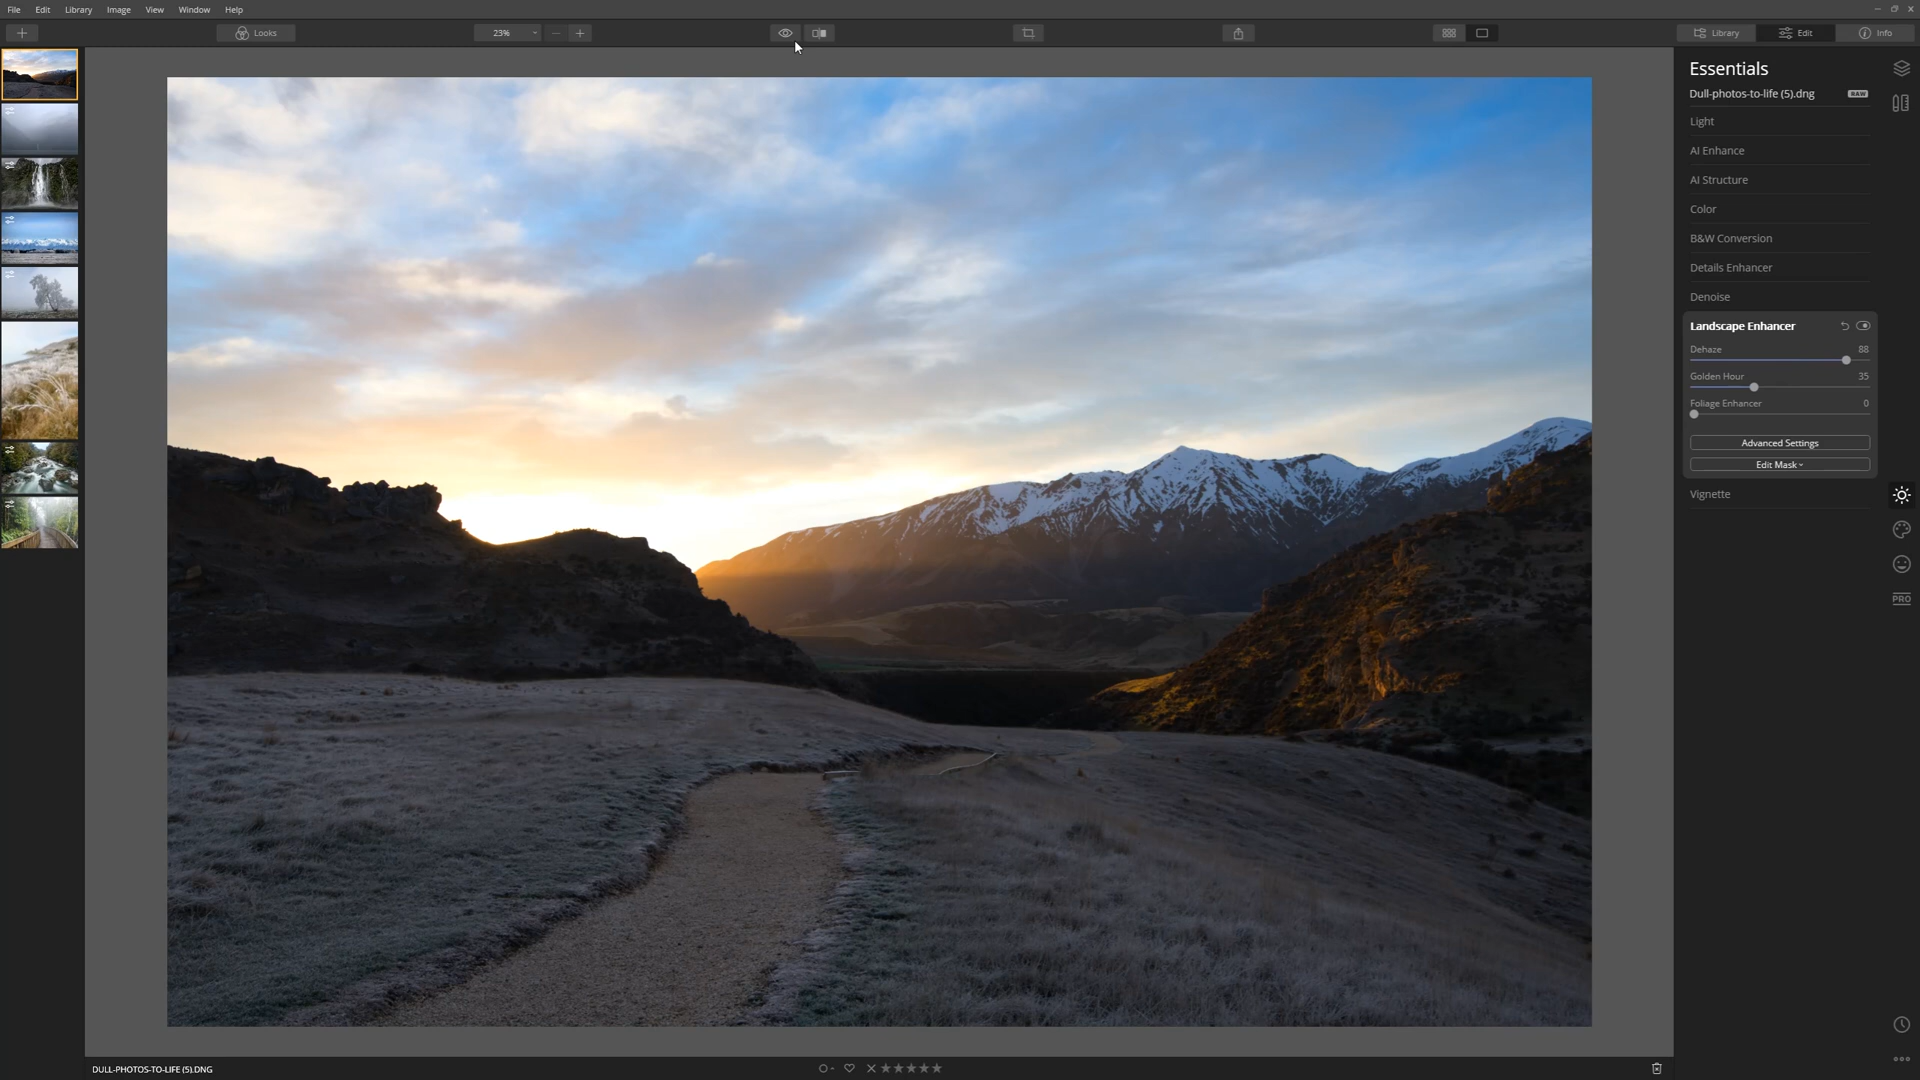 File Edit Library Image View Window Help
Looks 23% Library Edit Info
Essentials
Dull-photos-to-life (5).dng RAW
Light
AI Enhance
AI Structure
Color
B&W Conversion
Details Enhancer
Denoise
Landscape Enhancer
Dehaze 88
Golden Hour 35
Foliage Enhancer 0
Advanced Settings
Edit Mask
Vignette
PRO
DULL-PHOTOS-TO-LIFE (5).DNG